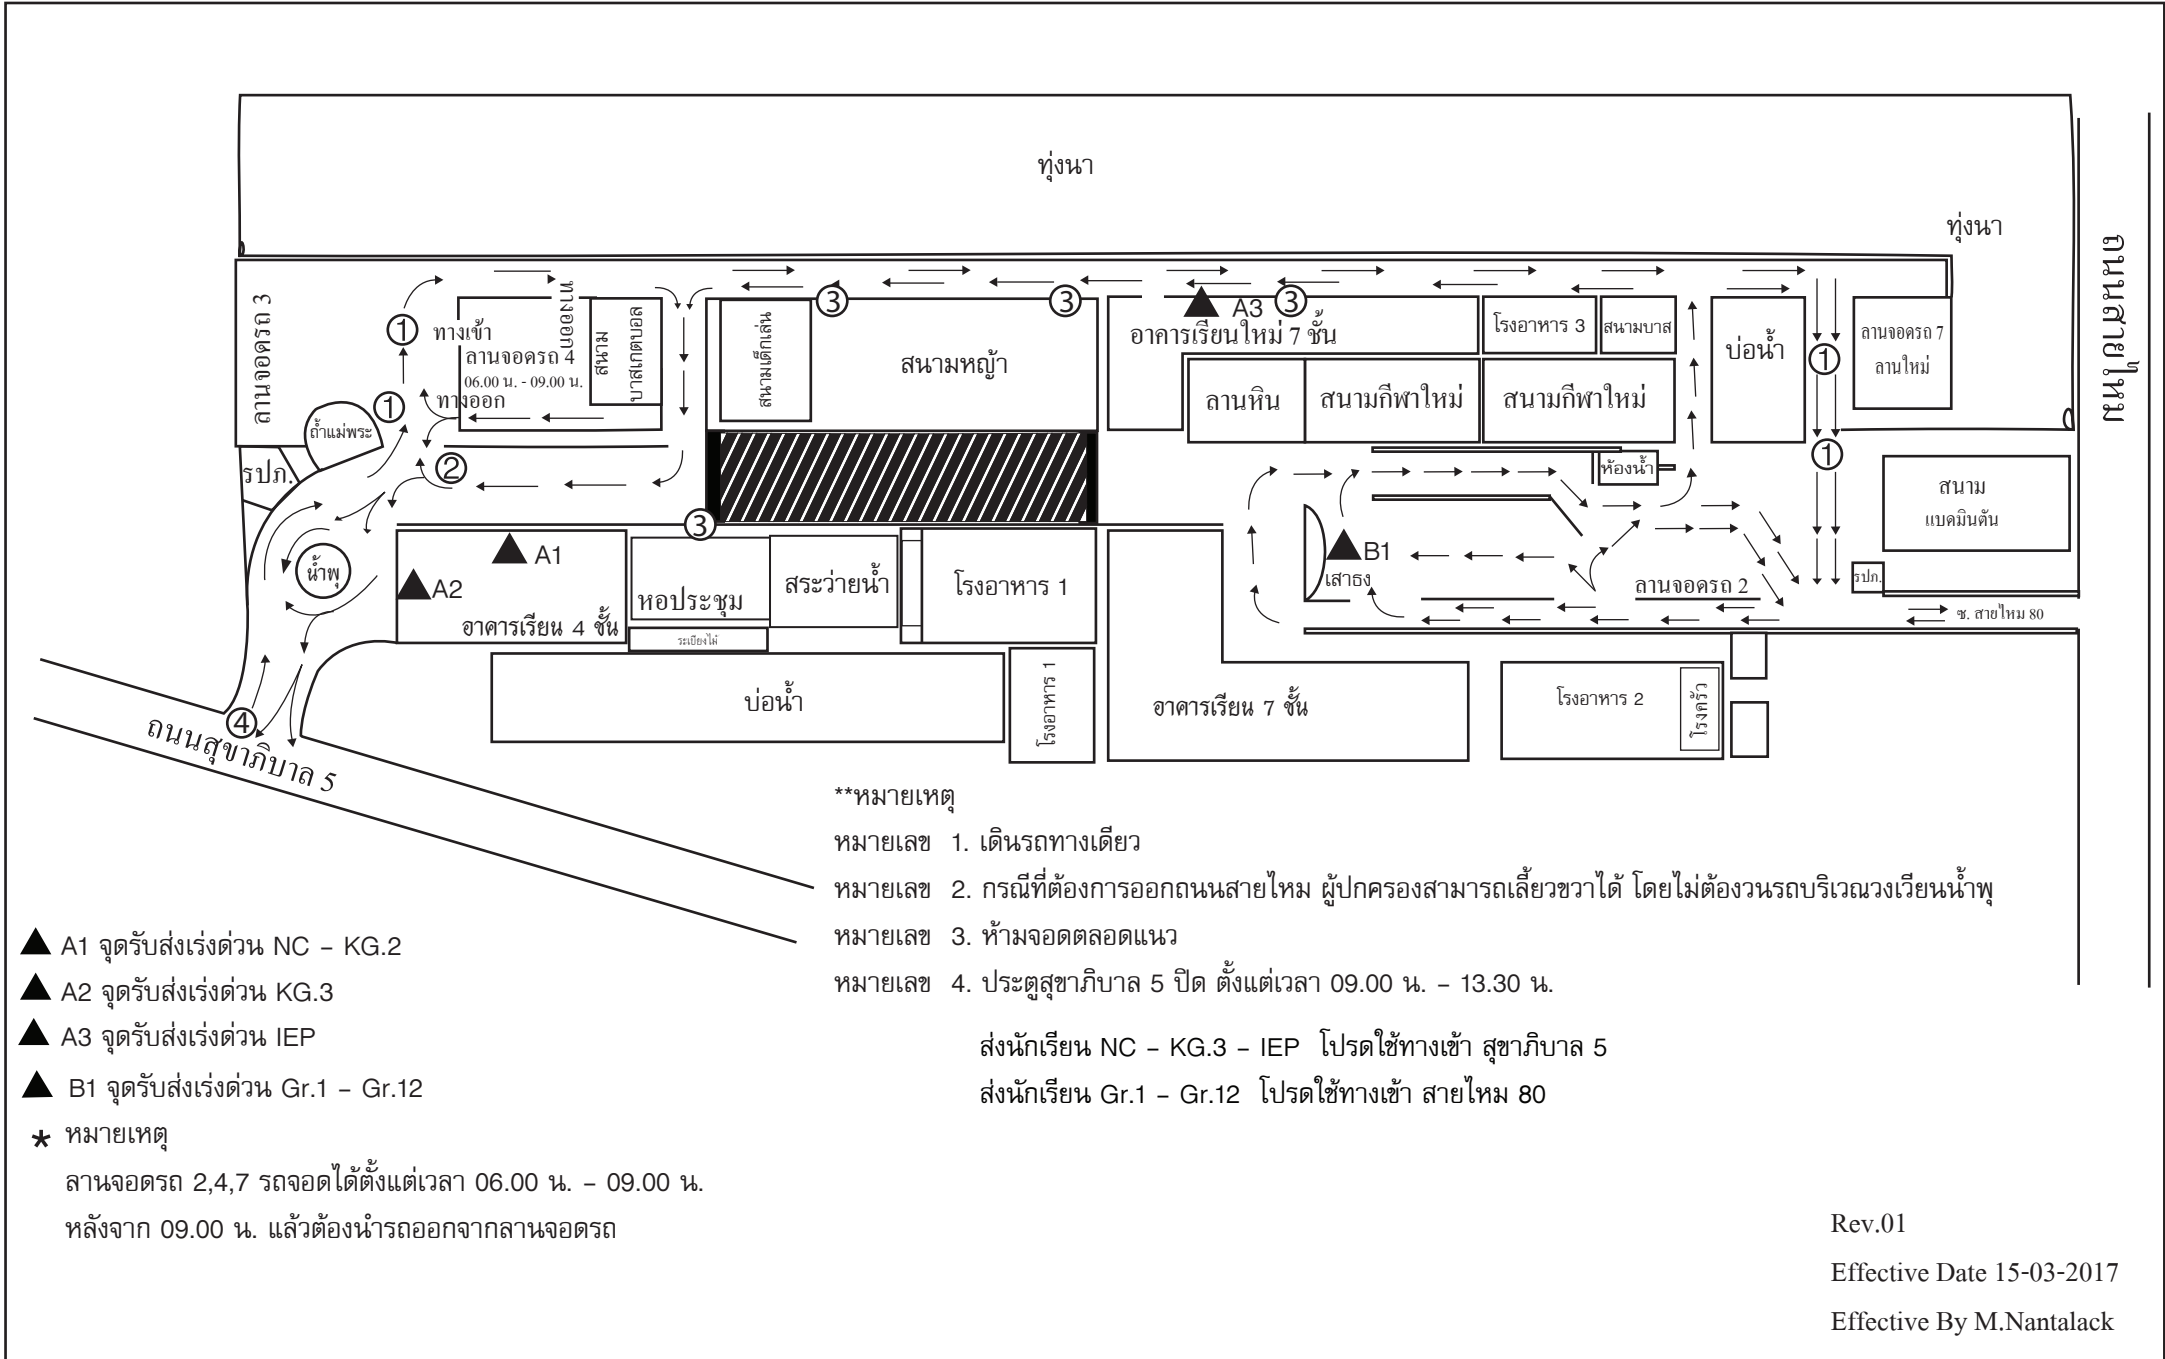 ทุ่งนา
ทุ่งนา
ถนนสายไหม
ลานจอดรถ 3
1
ทางเข้า
ทางออก
ลานจอดรถ 4
06.00 น. - 09.00 น.
ทางออก
1
สนาม
บาสเกตบอล
ถ้ำแม่พระ
รปภ.
2
น้ำพุ
สนามเด็กเล่น
3
สนามหญ้า
3
3
A3
3
อาคารเรียนใหม่ 7 ชั้น
โรงอาหาร 3
สนามบาส
บ่อน้ำ
1
ลานจอดรถ 7
ลานใหม่
ลานหิน
สนามกีฬาใหม่
สนามกีฬาใหม่
ห้องน้ำ
1
สนาม
แบดมินตัน
A1
A2
อาคารเรียน 4 ชั้น
หอประชุม
ระเบียงไม้
สระว่ายน้ำ
โรงอาหาร 1
B1
เสาธง
ลานจอดรถ 2
รปภ.
ซ. สายไหม 80
บ่อน้ำ
โรงอาหาร 1
อาคารเรียน 7 ชั้น
โรงอาหาร 2
โรงครัว
4
ถนนสุขาภิบาล 5
**หมายเหตุ
หมายเลข 1. เดินรถทางเดียว
หมายเลข 2. กรณีที่ต้องการออกถนนสายไหม ผู้ปกครองสามารถเลี้ยวขวาได้ โดยไม่ต้องวนรถบริเวณวงเวียนน้ำพุ
หมายเลข 3. ห้ามจอดตลอดแนว
หมายเลข 4. ประตูสุขาภิบาล 5 ปิด ตั้งแต่เวลา 09.00 น. - 13.30 น.
ส่งนักเรียน NC - KG.3 - IEP โปรดใช้ทางเข้า สุขาภิบาล 5
ส่งนักเรียน Gr.1 - Gr.12 โปรดใช้ทางเข้า สายไหม 80
A1 จุดรับส่งเร่งด่วน NC - KG.2
A2 จุดรับส่งเร่งด่วน KG.3
A3 จุดรับส่งเร่งด่วน IEP
B1 จุดรับส่งเร่งด่วน Gr.1 - Gr.12
* หมายเหตุ
ลานจอดรถ 2,4,7 รถจอดได้ตั้งแต่เวลา 06.00 น. - 09.00 น.
หลังจาก 09.00 น. แล้วต้องนำรถออกจากลานจอดรถ
Rev.01
Effective Date 15-03-2017
Effective By M.Nantalack